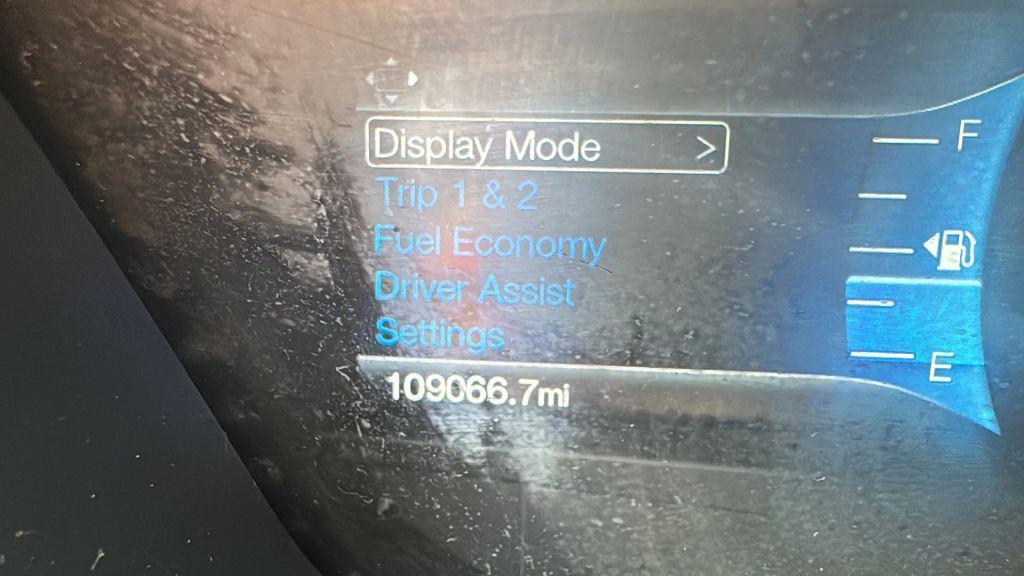 Display Mode >
Trip 1 & 2
Fuel Economy
Driver Assist
Settings
109066.7mi
F
E